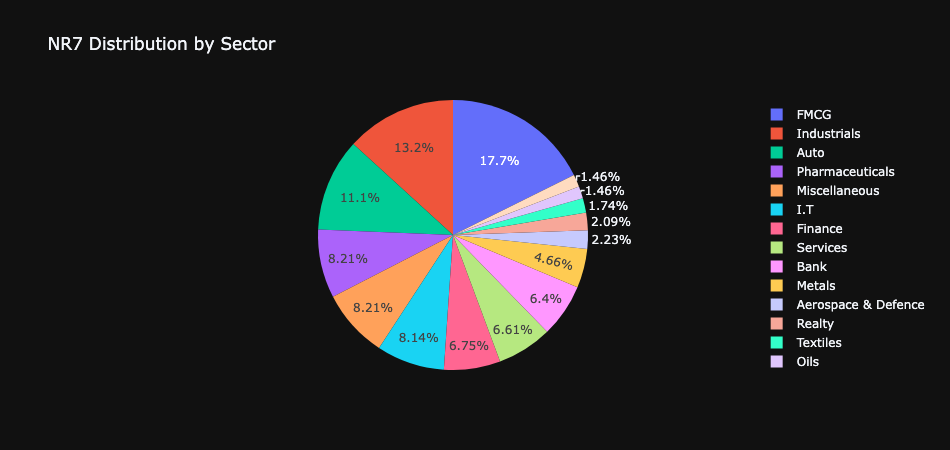 NR7 Distribution by Sector
17.7%
1.46%
1.46%
1.74%
2.09%
2.23%
4.66%
6.4%
6.61%
6.75%
8.14%
8.21%
8.21%
11.1%
13.2%
FMCG
Industrials
Auto
Pharmaceuticals
Miscellaneous
I.T
Finance
Services
Bank
Metals
Aerospace & Defence
Realty
Textiles
Oils